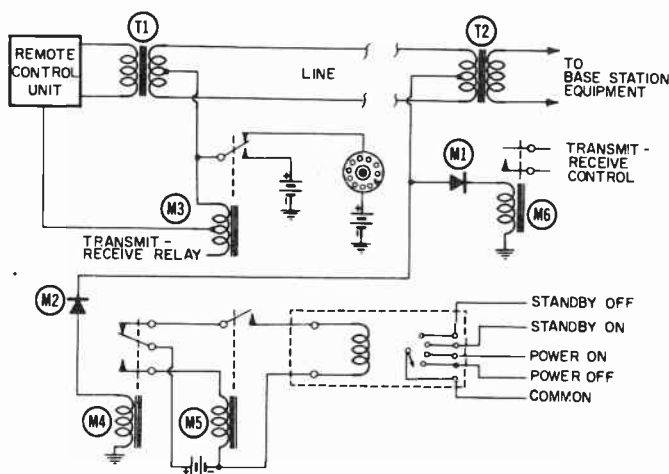 T1
T2
REMOTE
CONTROL
UNIT
LINE
TO
BASE STATION
EQUIPMENT
M1
TRANSMIT-
RECEIVE
CONTROL
M3
M6
TRANSMIT-
RECEIVE RELAY
M2
STANDBY OFF
STANDBY ON
POWER ON
POWER OFF
COMMON
M4
M5